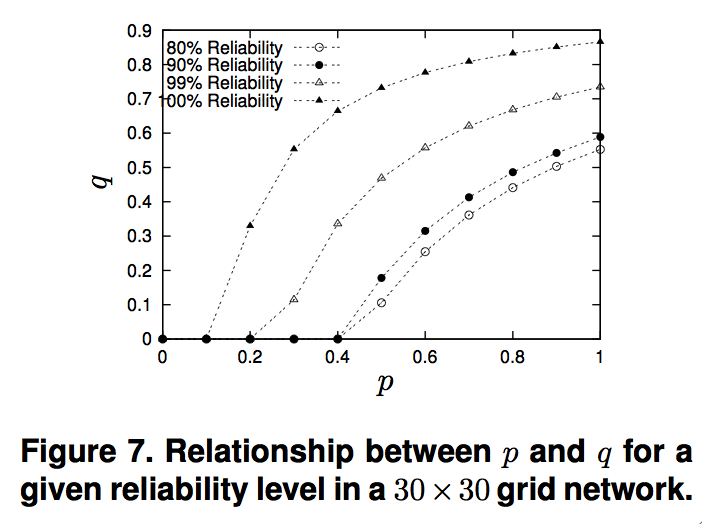 0.9
80% Reliability
0.8
90% Reliability
99% Reliability
0.7
100% Reliability
0.6
0.5
q
0.4
0.3
0.2
0.1
0
0 0.2 0.4 0.6 0.8 1
p
Figure 7. Relationship between p and q for a
given reliability level in a 30 × 30 grid network.